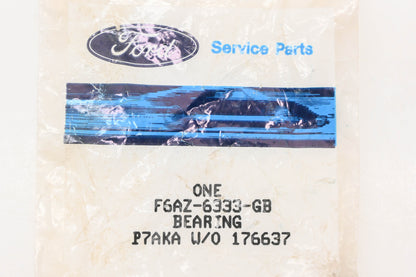 Ford
Service Parts
ONE
F6AZ-6333-GB
BEARING
P7AKA W/O 176637